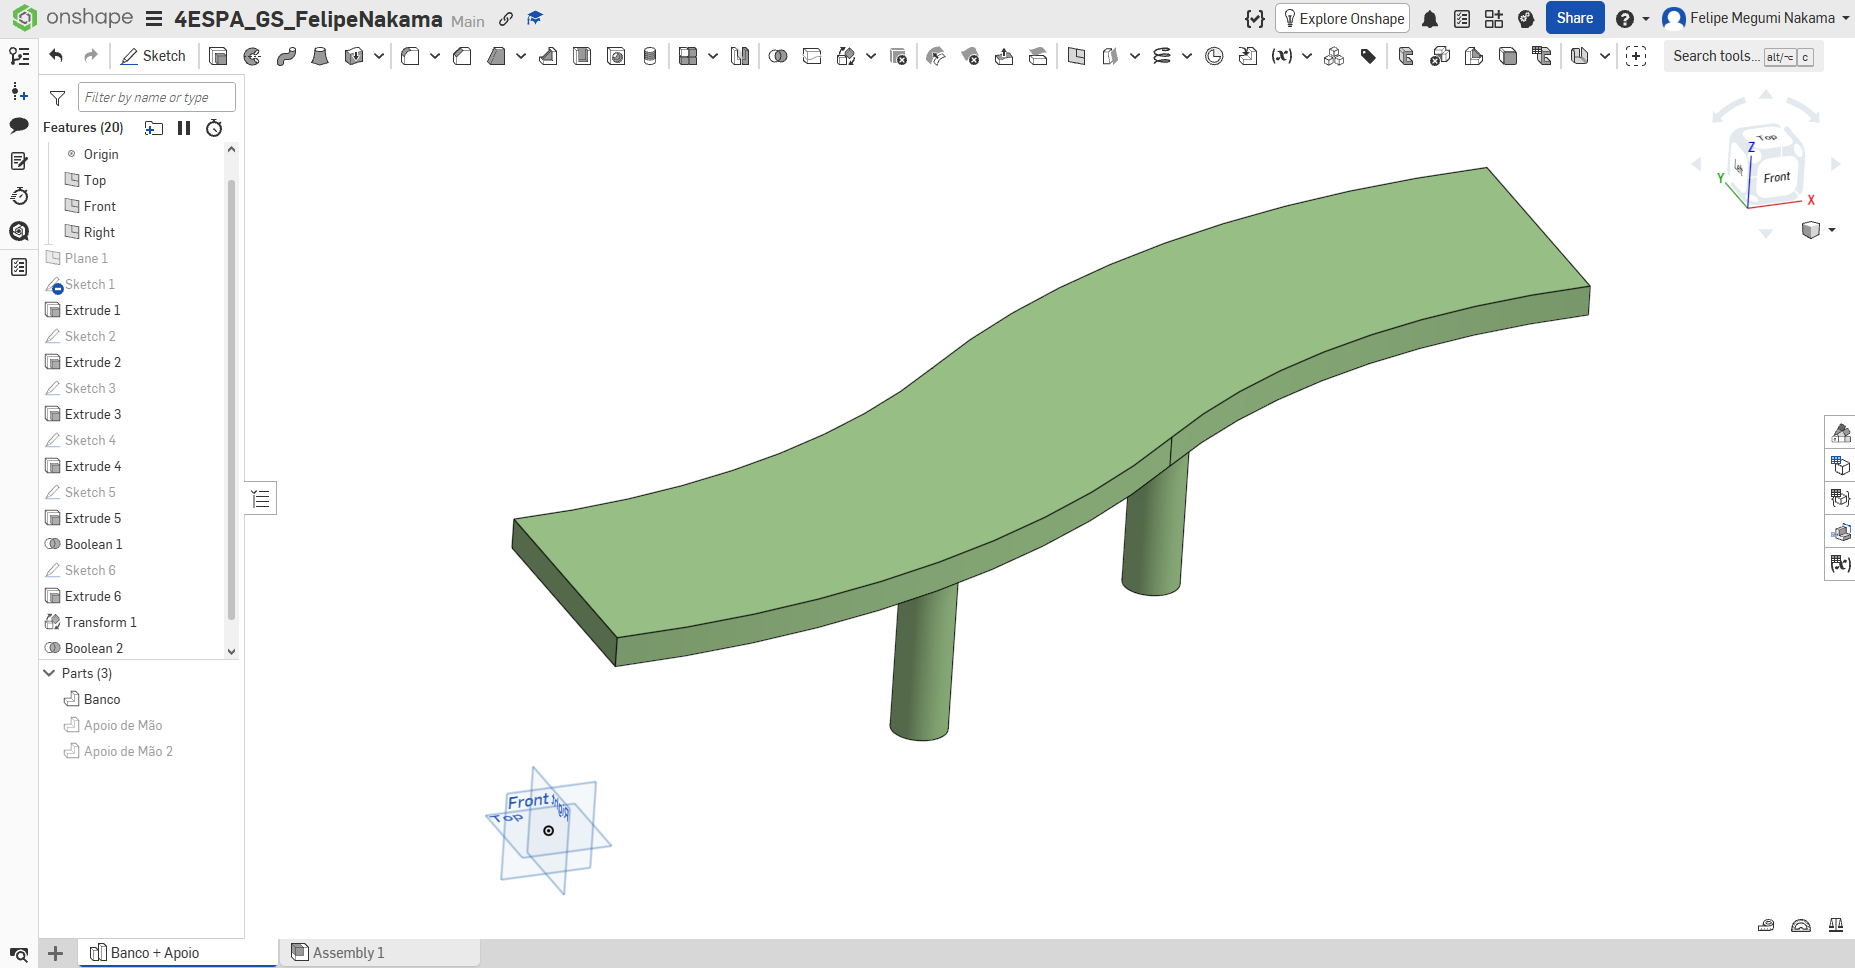 onshape 4ESPA_GS_FelipeNakama Main Explore Onshape Share Felipe Megumi Nakama
Sketch Search tools... alt/⌥ c
Filter by name or type
Features (20)
Origin
Top
Front
Right
Plane 1
Sketch 1
Extrude 1
Sketch 2
Extrude 2
Sketch 3
Extrude 3
Sketch 4
Extrude 4
Sketch 5
Extrude 5
Boolean 1
Sketch 6
Extrude 6
Transform 1
Boolean 2
Parts (3)
Banco
Apoio de Mão
Apoio de Mão 2
Top
Z
Left
Front
Y
X
Front
Right
Top
Banco + Apoio
Assembly 1